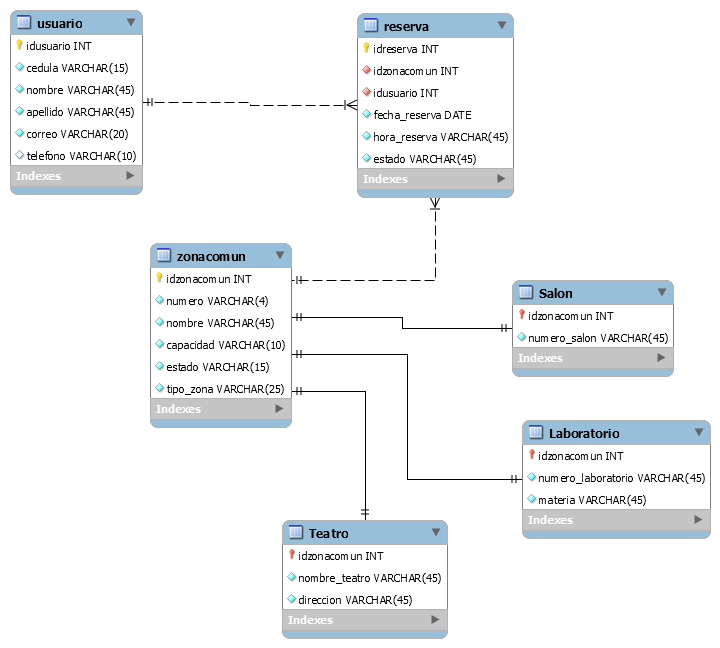 usuario
idusuario INT
cedula VARCHAR(15)
nombre VARCHAR(45)
apellido VARCHAR(45)
correo VARCHAR(20)
telefono VARCHAR(10)
Indexes
reserva
idreserva INT
idzonacomun INT
idusuario INT
fecha_reserva DATE
hora_reserva VARCHAR(45)
estado VARCHAR(45)
Indexes
zonacomun
idzonacomun INT
numero VARCHAR(4)
nombre VARCHAR(45)
capacidad VARCHAR(10)
estado VARCHAR(15)
tipo_zona VARCHAR(25)
Indexes
Salon
idzonacomun INT
numero_salon VARCHAR(45)
Indexes
Laboratorio
idzonacomun INT
numero_laboratorio VARCHAR(45)
materia VARCHAR(45)
Indexes
Teatro
idzonacomun INT
nombre_teatro VARCHAR(45)
direccion VARCHAR(45)
Indexes